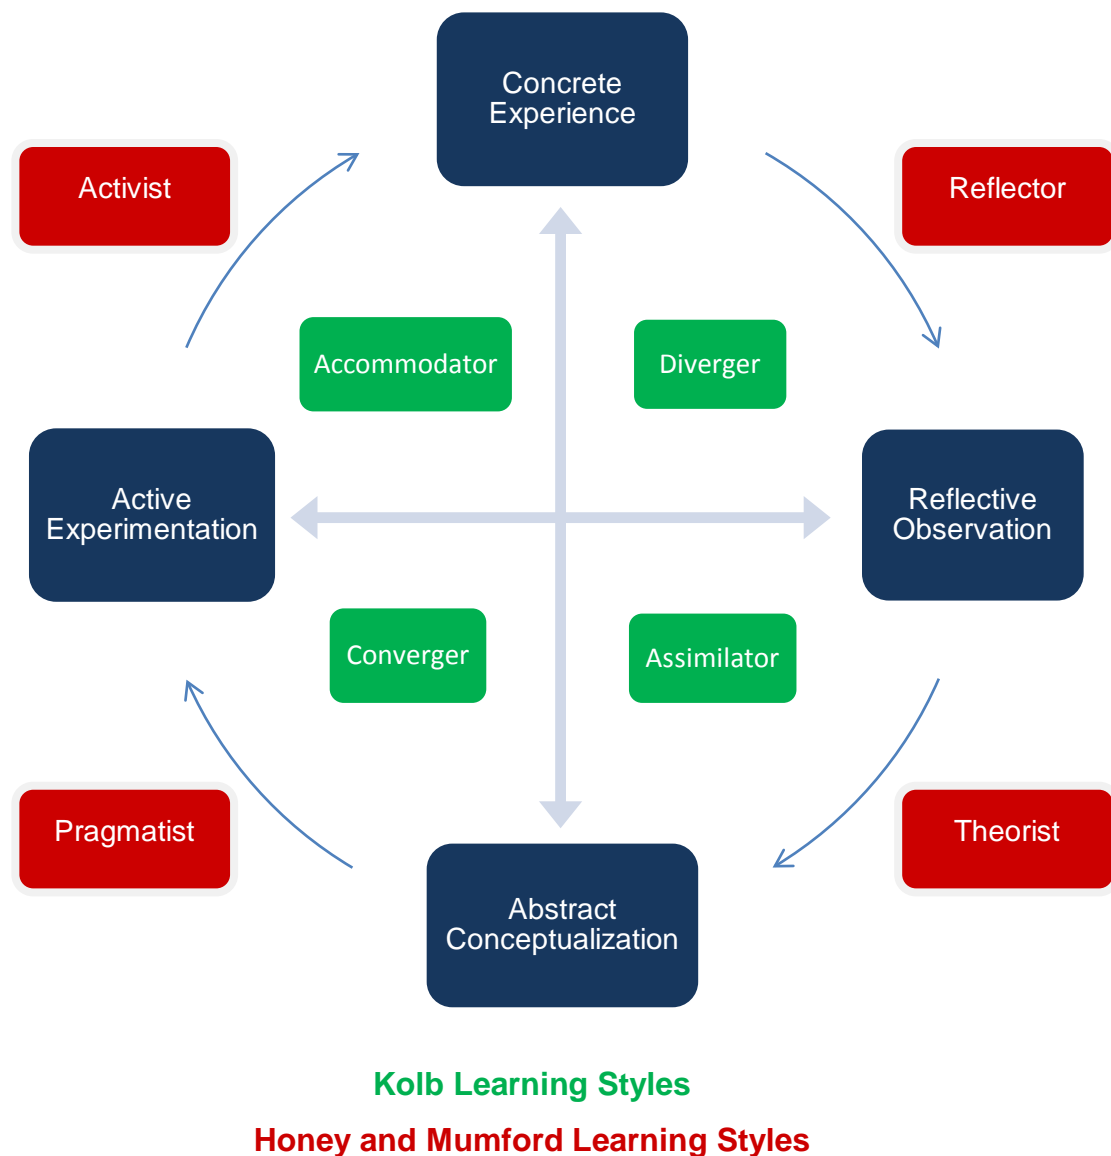 Concrete
Experience
Activist
Reflector
Accommodator
Diverger
Active
Experimentation
Reflective
Observation
Converger
Assimilator
Pragmatist
Theorist
Abstract
Conceptualization
Kolb Learning Styles
Honey and Mumford Learning Styles